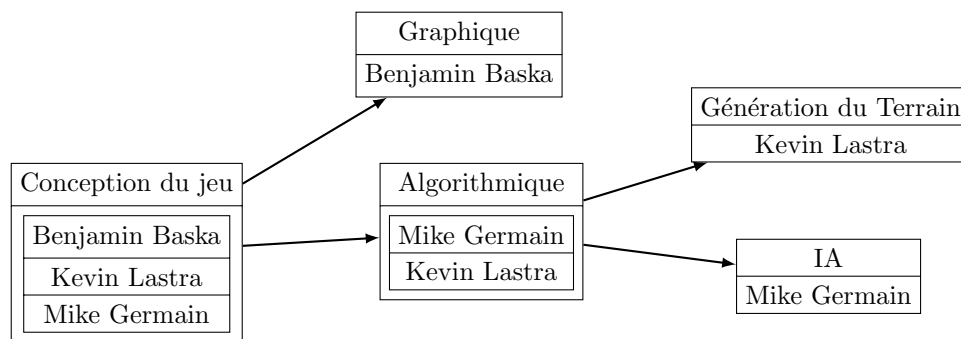 Graphique
Benjamin Baska
Génération du Terrain
Kevin Lastra
Conception du jeu
Benjamin Baska
Kevin Lastra
Mike Germain
Algorithmique
Mike Germain
Kevin Lastra
IA
Mike Germain